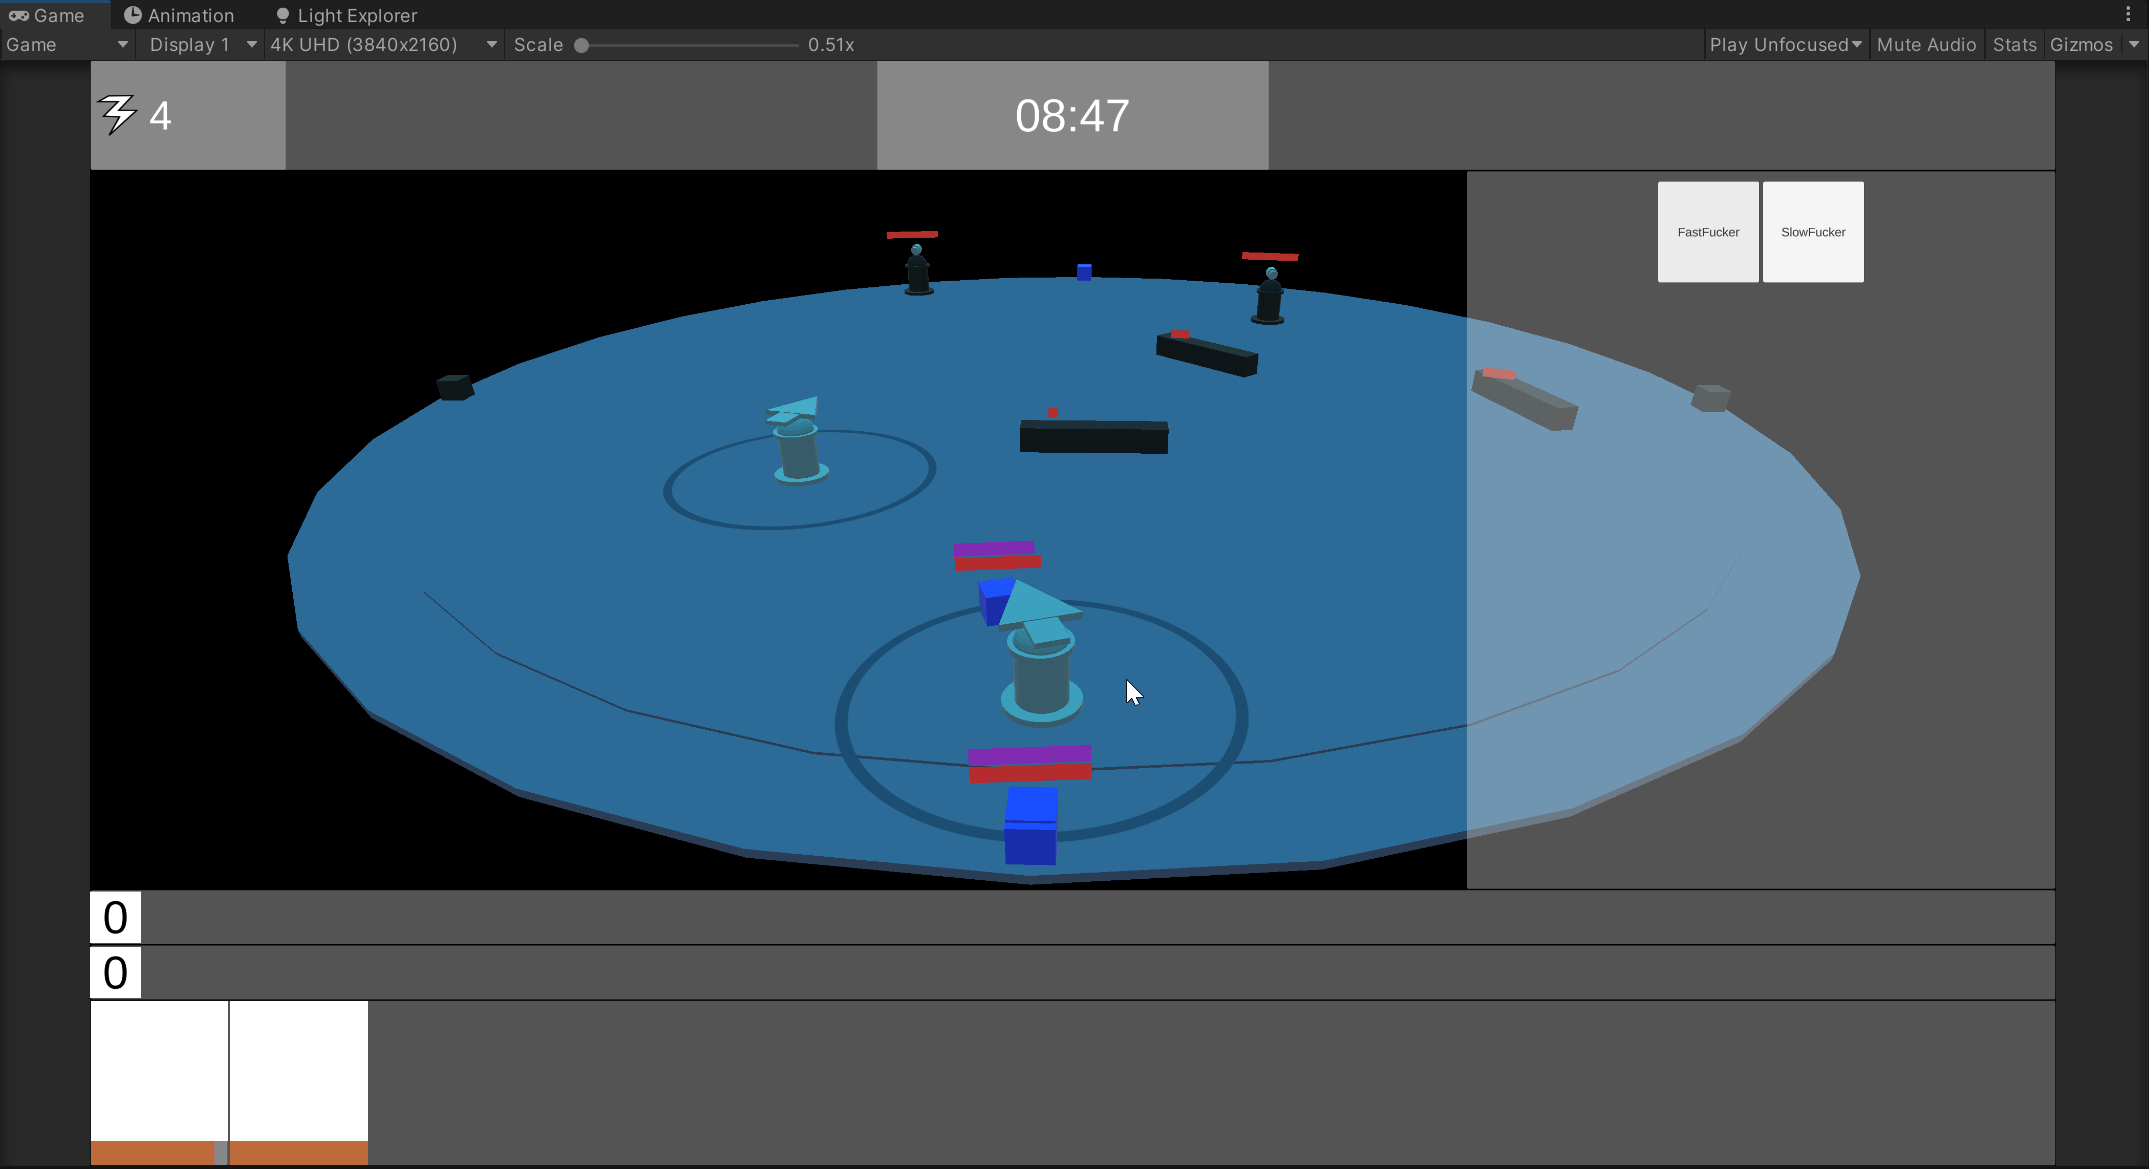 Game Animation Light Explorer
Game Display 1 4K UHD (3840x2160) Scale 0.51x Play Unfocused Mute Audio Stats Gizmos
4 08:47
FastFucker SlowFucker
0
0